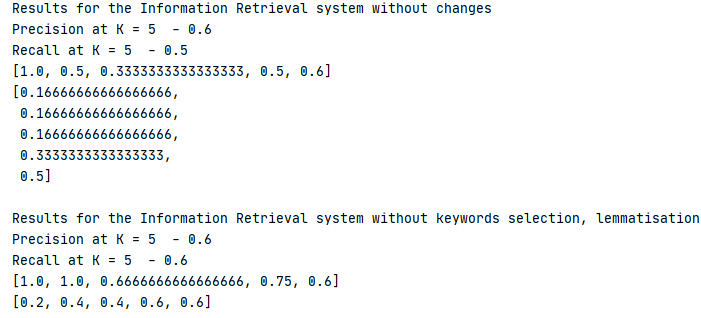 Results for the Information Retrieval system without changes
Precision at K = 5  - 0.6
Recall at K = 5  - 0.5
[1.0, 0.5, 0.3333333333333333, 0.5, 0.6]
[0.16666666666666666,
 0.16666666666666666,
 0.16666666666666666,
 0.3333333333333333,
 0.5]

Results for the Information Retrieval system without keywords selection, lemmatisation
Precision at K = 5  - 0.6
Recall at K = 5  - 0.6
[1.0, 1.0, 0.6666666666666666, 0.75, 0.6]
[0.2, 0.4, 0.4, 0.6, 0.6]